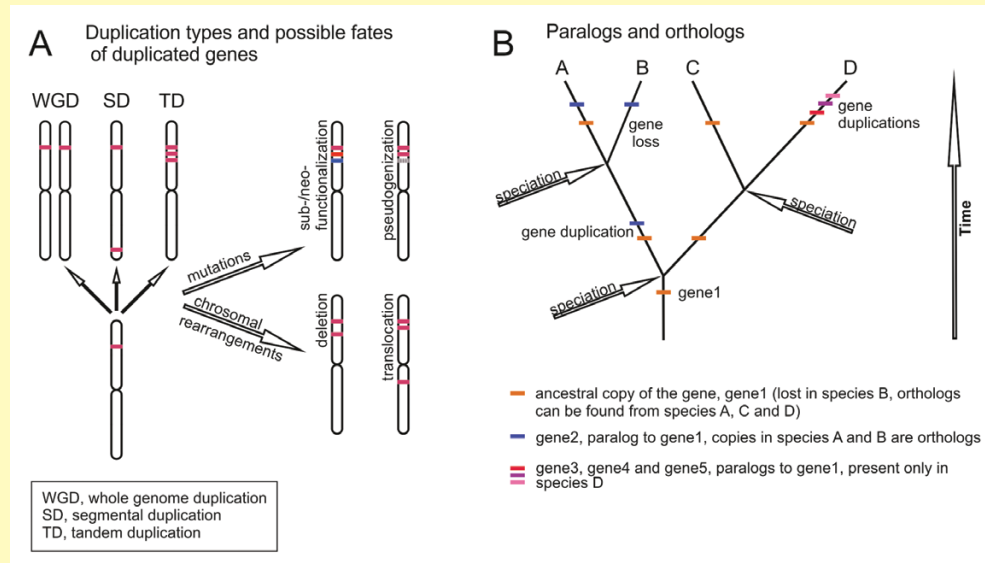 A
Duplication types and possible fates
of duplicated genes
WGD SD TD
sub-/neo-
functionalization
pseudogenization
mutations
chrosomal
rearrangements
deletion
translocation
WGD, whole genome duplication
SD, segmental duplication
TD, tandem duplication
B
Paralogs and orthologs
A B C D
gene
loss
gene
duplications
speciation
speciation
gene duplication
speciation
gene1
Time
ancestral copy of the gene, gene1 (lost in species B, orthologs
can be found from species A, C and D)
gene2, paralog to gene1, copies in species A and B are orthologs
gene3, gene4 and gene5, paralogs to gene1, present only in
species D